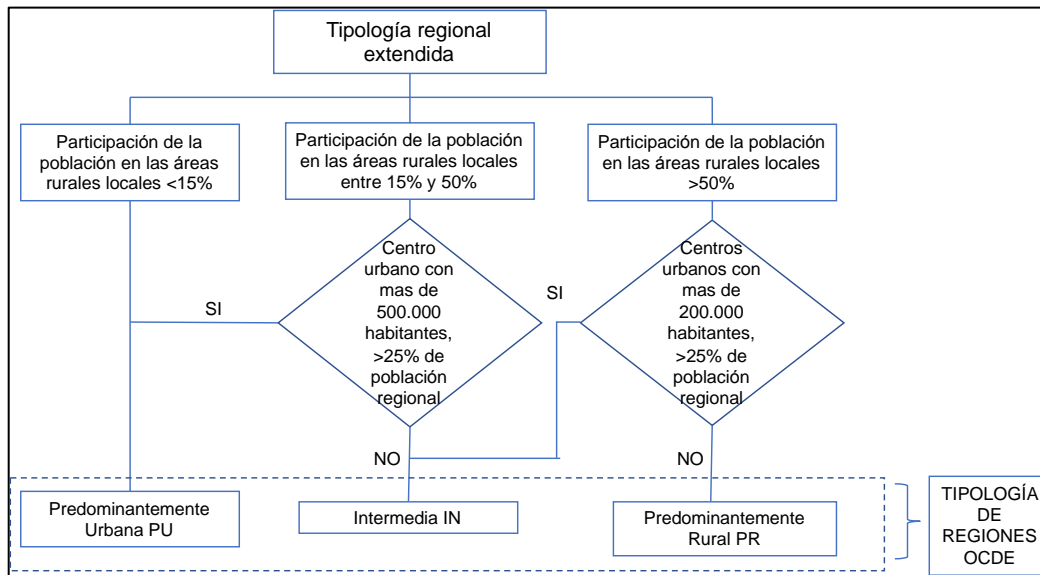 Tipología regional
extendida
Participación de la
población en las áreas
rurales locales <15%
Participación de la población
en las áreas rurales locales
entre 15% y 50%
Participación de la población
en las áreas rurales locales
>50%
Centro
urbano con
mas de
500.000
habitantes,
>25% de
población
regional
Centros
urbanos con
mas de
200.000
habitantes,
>25% de
población
regional
SI
SI
NO
NO
Predominantemente
Urbana PU
Intermedia IN
Predominantemente
Rural PR
TIPOLOGÍA
DE
REGIONES
OCDE